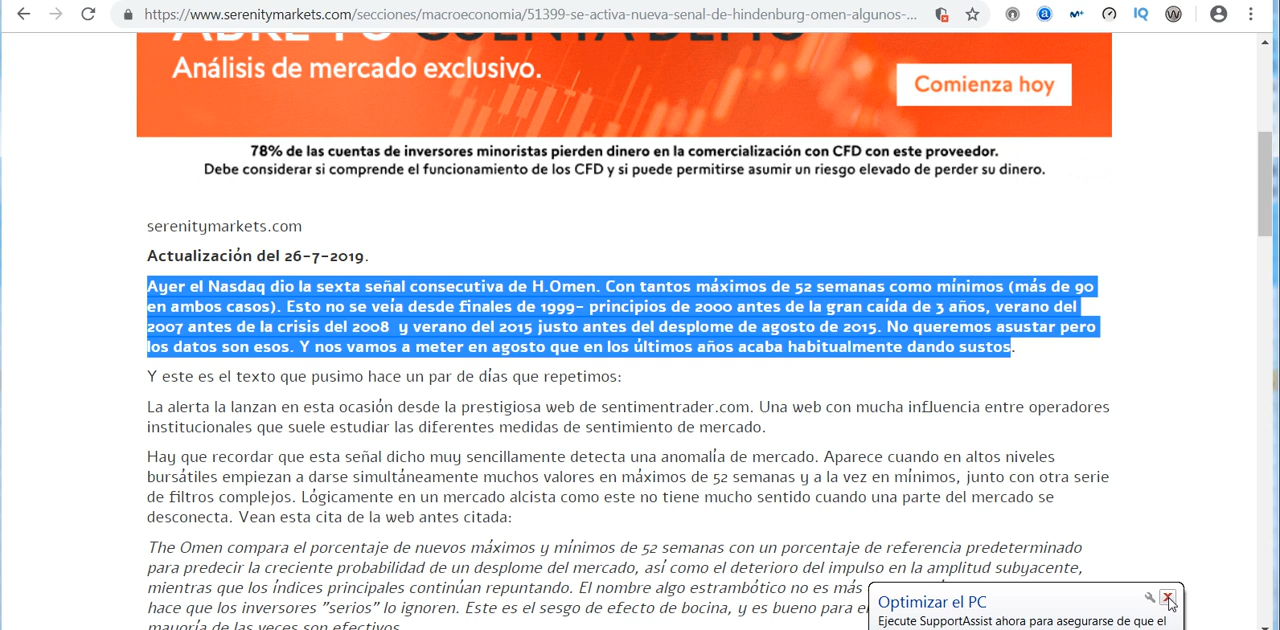 https://www.serenitymarkets.com/secciones/macroeconomia/51399-se-activa-nueva-senal-de-hindenburg-omen-algunos-...
ABRE TU CUENTA DEMO
Análisis de mercado exclusivo.
Comienza hoy
78% de las cuentas de inversores minoristas pierden dinero en la comercialización con CFD con este proveedor.
Debe considerar si comprende el funcionamiento de los CFD y si puede permitirse asumir un riesgo elevado de perder su dinero.
serenitymarkets.com
Actualización del 26-7-2019.
Ayer el Nasdaq dio la sexta señal consecutiva de H.Omen. Con tantos máximos de 52 semanas como mínimos (más de 90
en ambos casos). Esto no se veía desde finales de 1999- principios de 2000 antes de la gran caída de 3 años, verano del
2007 antes de la crisis del 2008 y verano del 2015 justo antes del desplome de agosto de 2015. No queremos asustar pero
los datos son esos. Y nos vamos a meter en agosto que en los últimos años acaba habitualmente dando sustos.
Y este es el texto que pusimo hace un par de días que repetimos:
La alerta la lanzan en esta ocasión desde la prestigiosa web de sentimentrader.com. Una web con mucha influencia entre operadores
institucionales que suele estudiar las diferentes medidas de sentimiento de mercado.
Hay que recordar que esta señal dicho muy sencillamente detecta una anomalía de mercado. Aparece cuando en altos niveles
bursátiles empiezan a darse simultáneamente muchos valores en máximos de 52 semanas y a la vez en mínimos, junto con otra serie
de filtros complejos. Lógicamente en un mercado alcista como este no tiene mucho sentido cuando una parte del mercado se
desconecta. Vean esta cita de la web antes citada:
The Omen compara el porcentaje de nuevos máximos y mínimos de 52 semanas con un porcentaje de referencia predeterminado
para predecir la creciente probabilidad de un desplome del mercado, así como el deterioro del impulso en la amplitud subyacente,
mientras que los índices principales continúan repuntando. El nombre algo estrambótico no es más
hace que los inversores "serios" lo ignoren. Este es el sesgo de efecto de bocina, y es bueno para
mayoría de las veces son efectivos.
Optimizar el PC
Ejecute SupportAssist ahora para asegurarse de que el